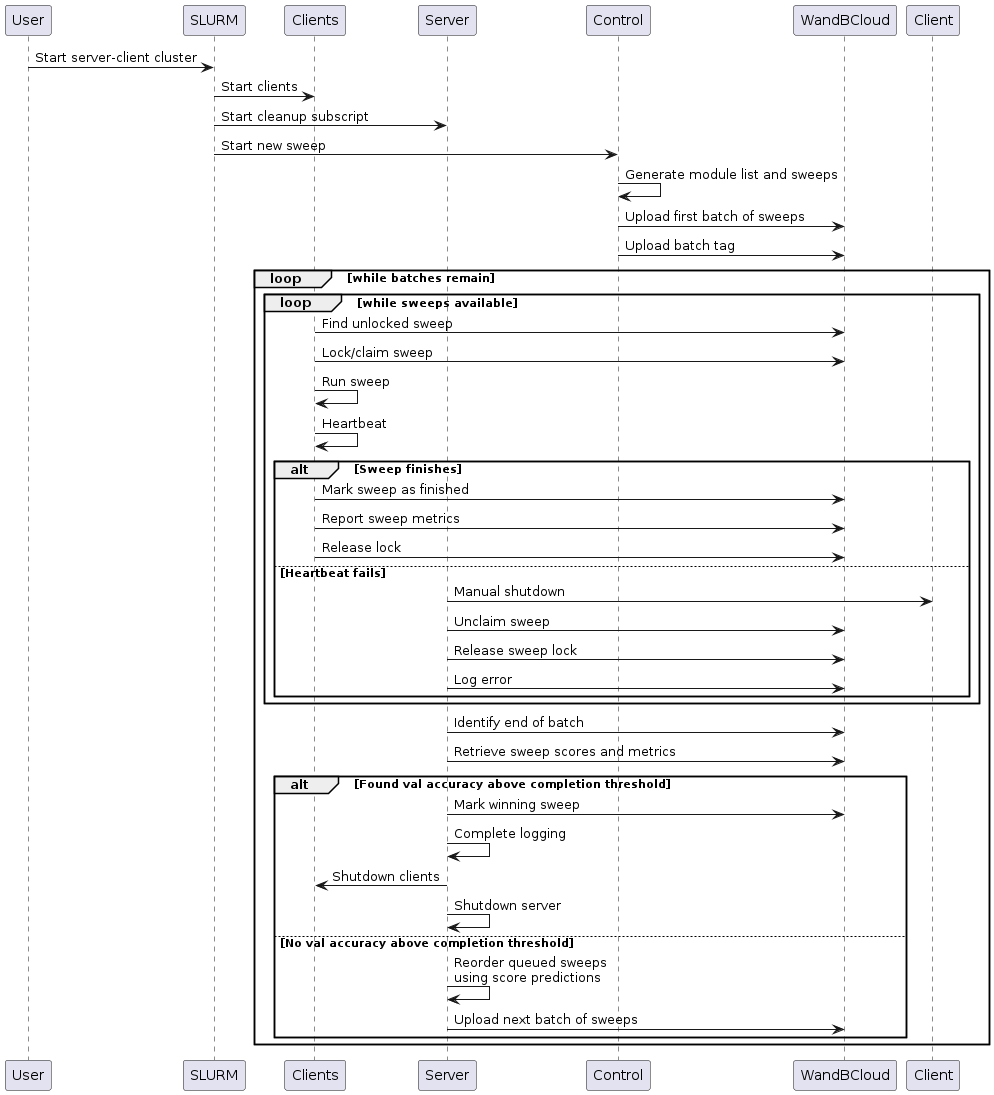 User SLURM Clients Server Control WandBCloud Client
Start server-client cluster
Start clients
Start cleanup subscript
Start new sweep
Generate module list and sweeps
Upload first batch of sweeps
Upload batch tag
loop [while batches remain]
loop [while sweeps available]
Find unlocked sweep
Lock/claim sweep
Run sweep
Heartbeat
alt [Sweep finishes]
Mark sweep as finished
Report sweep metrics
Release lock
[Heartbeat fails]
Manual shutdown
Unclaim sweep
Release sweep lock
Log error
Identify end of batch
Retrieve sweep scores and metrics
alt [Found val accuracy above completion threshold]
Mark winning sweep
Complete logging
Shutdown clients
Shutdown server
[No val accuracy above completion threshold]
Reorder queued sweeps
using score predictions
Upload next batch of sweeps
User SLURM Clients Server Control WandBCloud Client